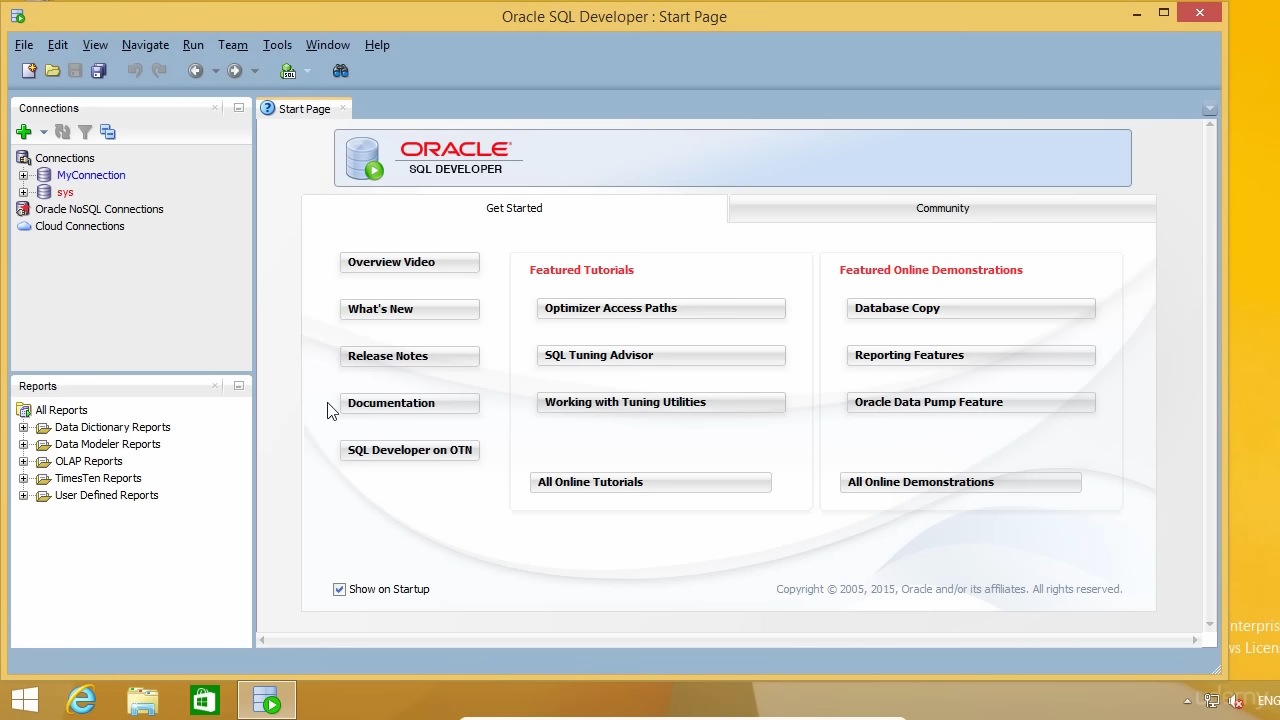 Oracle SQL Developer : Start Page
File Edit View Navigate Run Team Tools Window Help
SQL
Connections
Start Page
Connections
MyConnection
sys
Oracle NoSQL Connections
Cloud Connections
ORACLE
SQL DEVELOPER
Get Started
Community
Overview Video
What's New
Release Notes
Documentation
SQL Developer on OTN
Featured Tutorials
Optimizer Access Paths
SQL Tuning Advisor
Working with Tuning Utilities
All Online Tutorials
Featured Online Demonstrations
Database Copy
Reporting Features
Oracle Data Pump Feature
All Online Demonstrations
Show on Startup
Copyright © 2005, 2015, Oracle and/or its affiliates. All rights reserved.
Reports
All Reports
Data Dictionary Reports
Data Modeler Reports
OLAP Reports
TimesTen Reports
User Defined Reports
ENG
udemy